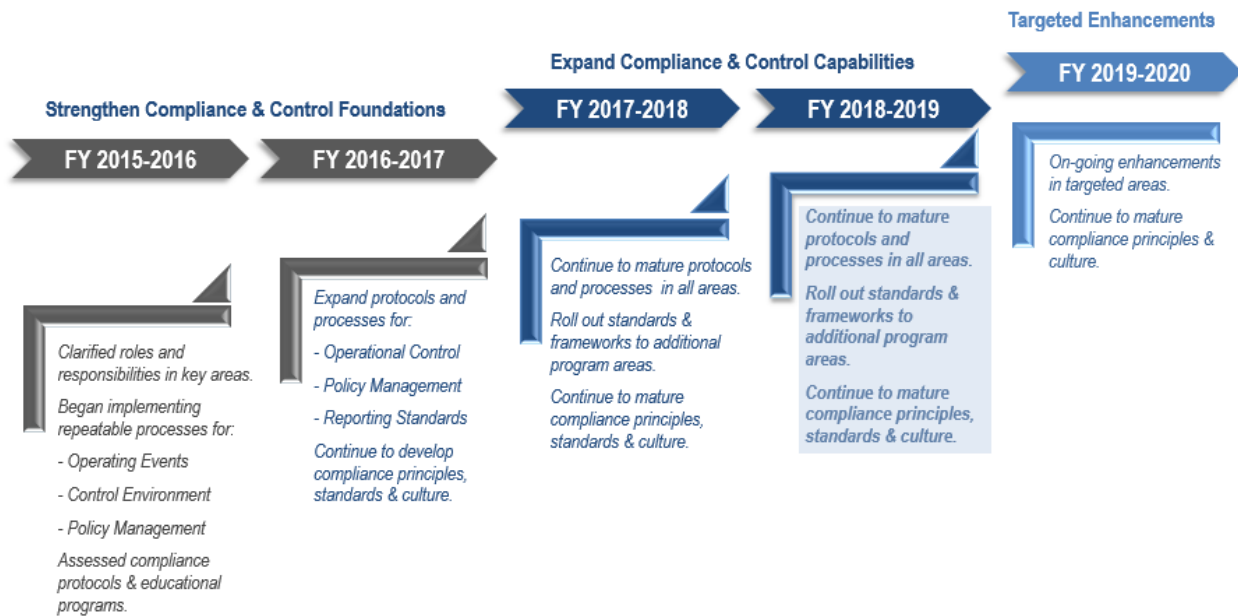 Strengthen Compliance & Control Foundations
FY 2015-2016
Clarified roles and
responsibilities in key areas.
Began implementing
repeatable processes for:
- Operating Events
- Control Environment
- Policy Management
Assessed compliance
protocols & educational
programs.
FY 2016-2017
Expand protocols and
processes for:
- Operational Control
- Policy Management
- Reporting Standards
Continue to develop
compliance principles,
standards & culture.
Expand Compliance & Control Capabilities
FY 2017-2018
Continue to mature protocols
and processes in all areas.
Roll out standards &
frameworks to additional
program areas.
Continue to mature
compliance principles,
standards & culture.
FY 2018-2019
Continue to mature
protocols and
processes in all areas.
Roll out standards &
frameworks to
additional program
areas.
Continue to mature
compliance principles,
standards & culture.
Targeted Enhancements
FY 2019-2020
On-going enhancements
in targeted areas.
Continue to mature
compliance principles &
culture.